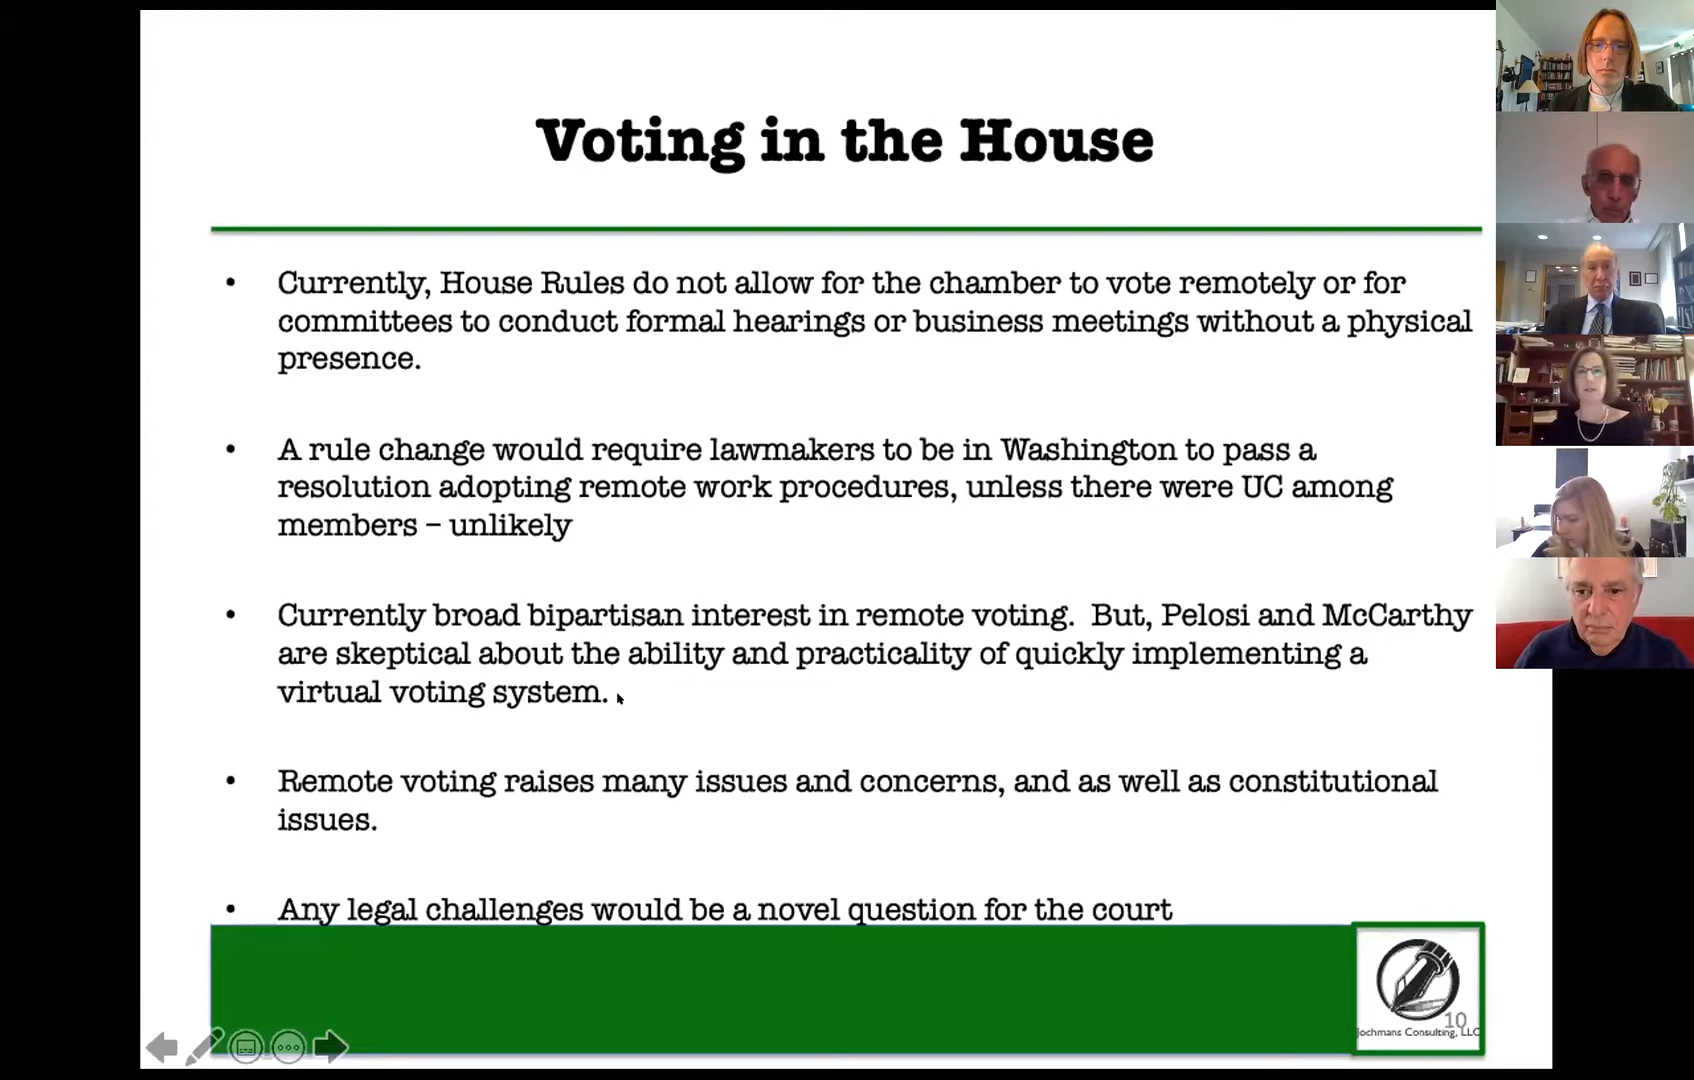 Voting in the House
• Currently, House Rules do not allow for the chamber to vote remotely or for
committees to conduct formal hearings or business meetings without a physical
presence.
• A rule change would require lawmakers to be in Washington to pass a
resolution adopting remote work procedures, unless there were UC among
members – unlikely
• Currently broad bipartisan interest in remote voting.  But, Pelosi and McCarthy
are skeptical about the ability and practicality of quickly implementing a
virtual voting system.
• Remote voting raises many issues and concerns, and as well as constitutional
issues.
• Any legal challenges would be a novel question for the court
10
Jochmans Consulting, LLC